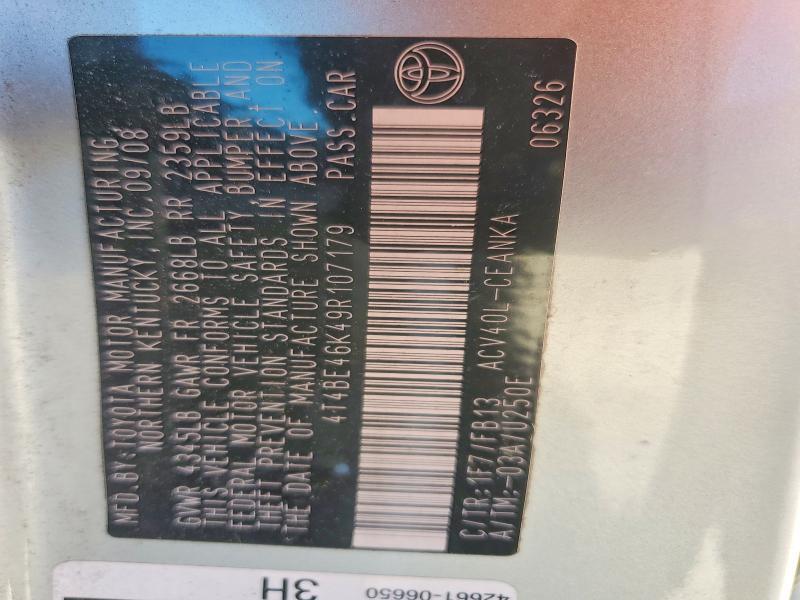 MFD.BY:TOYOTA MOTOR MANUFACTURING,
NORTHERN KENTUCKY, INC.09/08
GVWR 4345LB GAWR FR 2668LB RR 2359LB
THIS VEHICLE CONFORMS TO ALL APPLICABLE
FEDERAL MOTOR VEHICLE SAFETY BUMPER AND
THEFT PREVENTION STANDARDS IN EFFECT ON
THE DATE OF MANUFACTURE SHOWN ABOVE
4T4BE46K49R107179 PASS.CAR
C/TR:1F7/FB13 ACV40L-CEANKA 06326
A/TM:-03A/U250E
3H
42661-06650